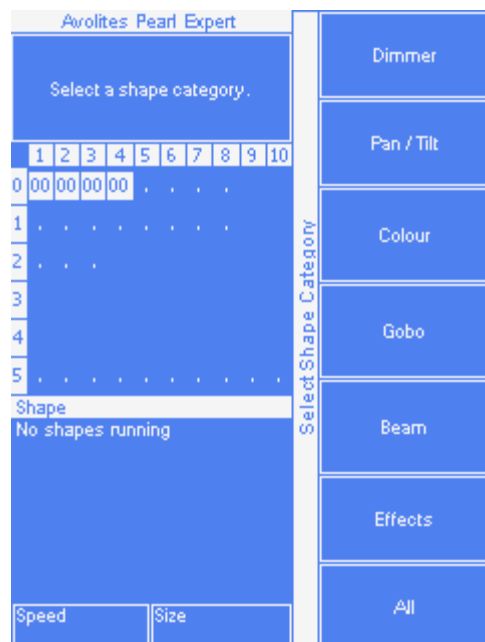 Avolites Pearl Expert
Select a shape category.
1 2 3 4 5 6 7 8 9 10
0 00 00 00 00 . . . .
1 . . . . . . . .
2 . . .
3
4
5 . . . . . . . . . .
Shape
No shapes running
Speed Size
Select Shape Category
Dimmer
Pan / Tilt
Colour
Gobo
Beam
Effects
All